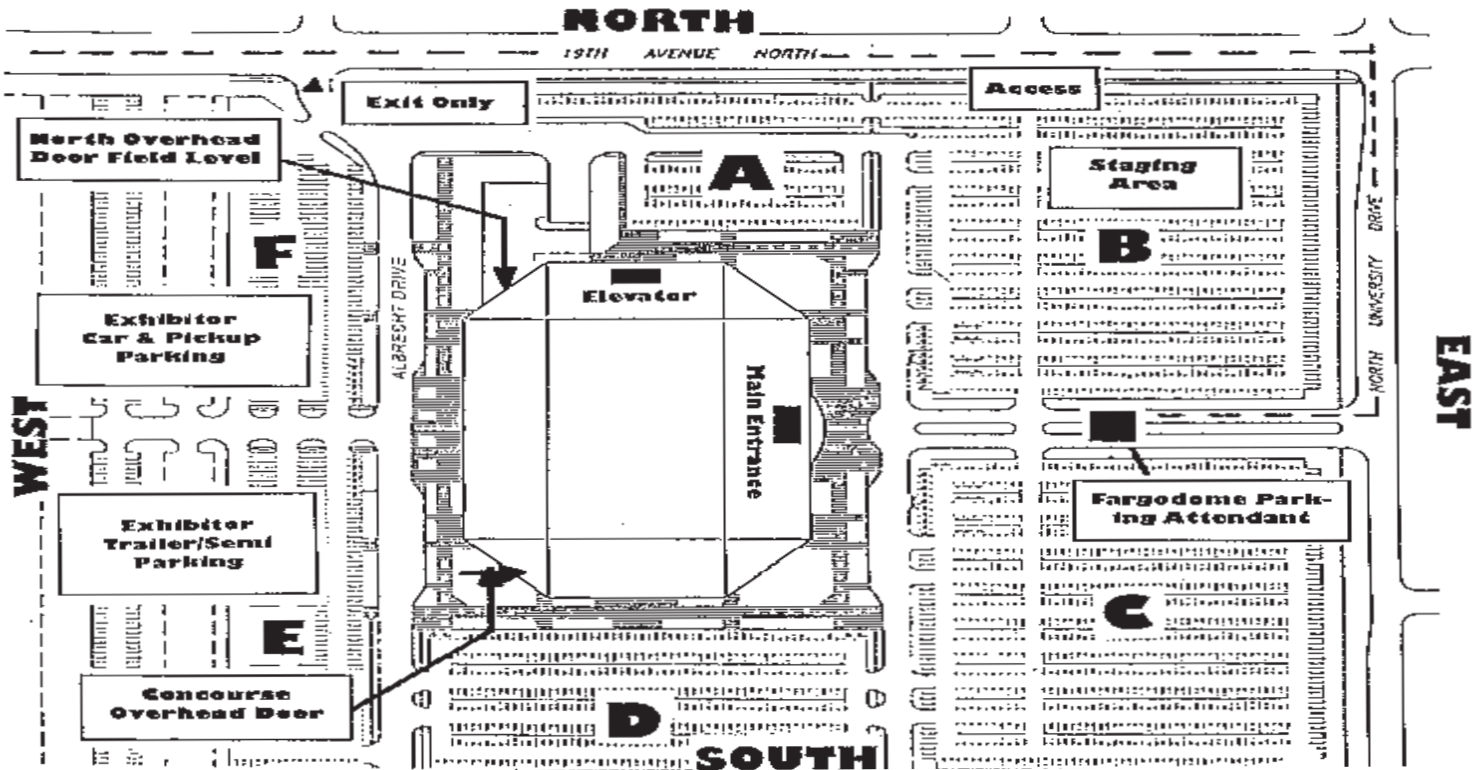 NORTH
19TH AVENUE NORTH
Exit Only
Access
North Overhead
Door Field Level
A
Staging
Area
F
B
Elevator
Exhibitor
Car & Pickup
Parking
ALBRECHT DRIVE
NORTH UNIVERSITY DRIVE
EAST
Main Entrance
WEST
Fargodome Park-
ing Attendant
Exhibitor
Trailer/Semi
Parking
C
E
Concourse
Overhead Door
D
SOUTH